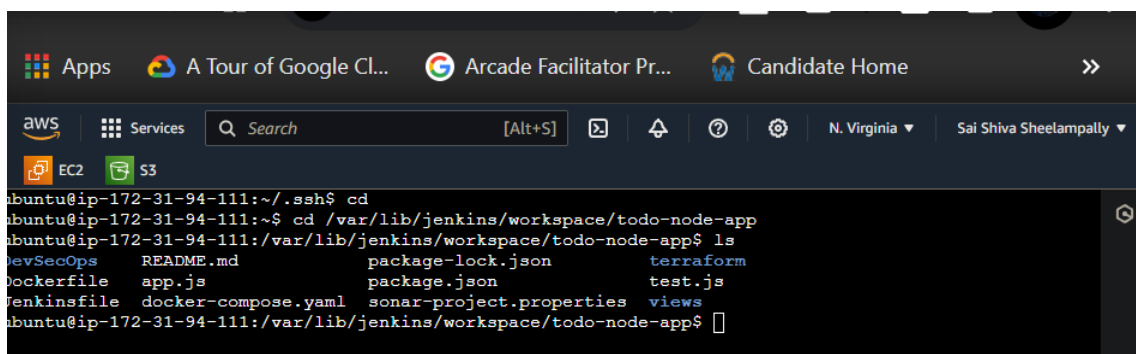 Apps A Tour of Google Cl... Arcade Facilitator Pr... Candidate Home »
aws Services Search [Alt+S] N. Virginia ▼ Sai Shiva Sheelampally ▼
EC2 S3
ubuntu@ip-172-31-94-111:~/.ssh$ cd
ubuntu@ip-172-31-94-111:~$ cd /var/lib/jenkins/workspace/todo-node-app
ubuntu@ip-172-31-94-111:/var/lib/jenkins/workspace/todo-node-app$ ls
DevSecOps README.md package-lock.json terraform
Dockerfile app.js package.json test.js
Jenkinsfile docker-compose.yaml sonar-project.properties views
ubuntu@ip-172-31-94-111:/var/lib/jenkins/workspace/todo-node-app$